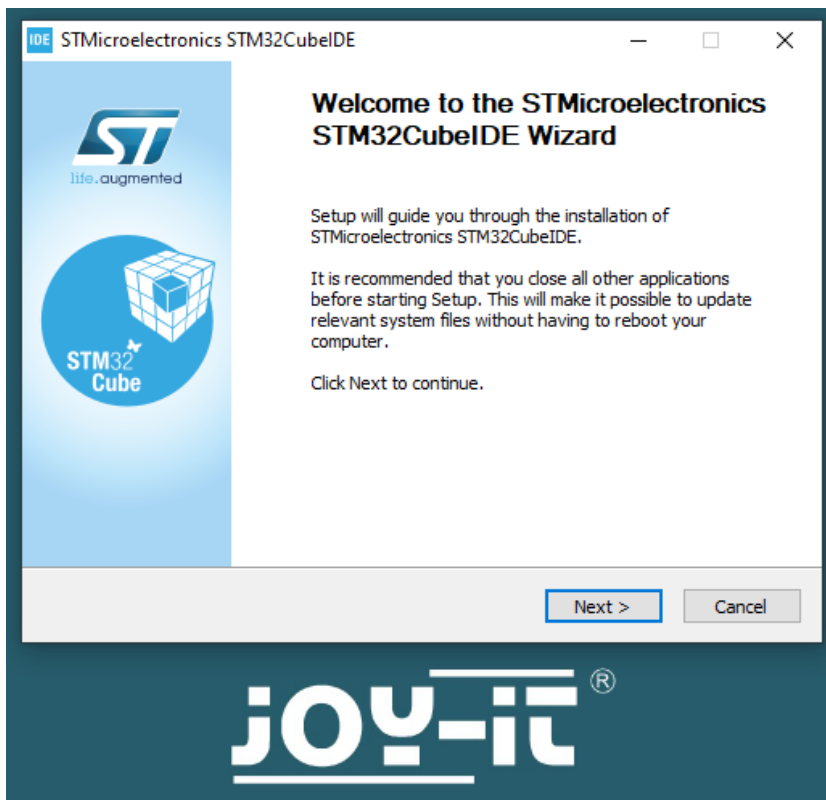 IDE STMicroelectronics STM32CubeIDE
ST
life.augmented
STM32
Cube
Welcome to the STMicroelectronics
STM32CubeIDE Wizard
Setup will guide you through the installation of
STMicroelectronics STM32CubeIDE.
It is recommended that you close all other applications
before starting Setup. This will make it possible to update
relevant system files without having to reboot your
computer.
Click Next to continue.
Next >
Cancel
joy-it®